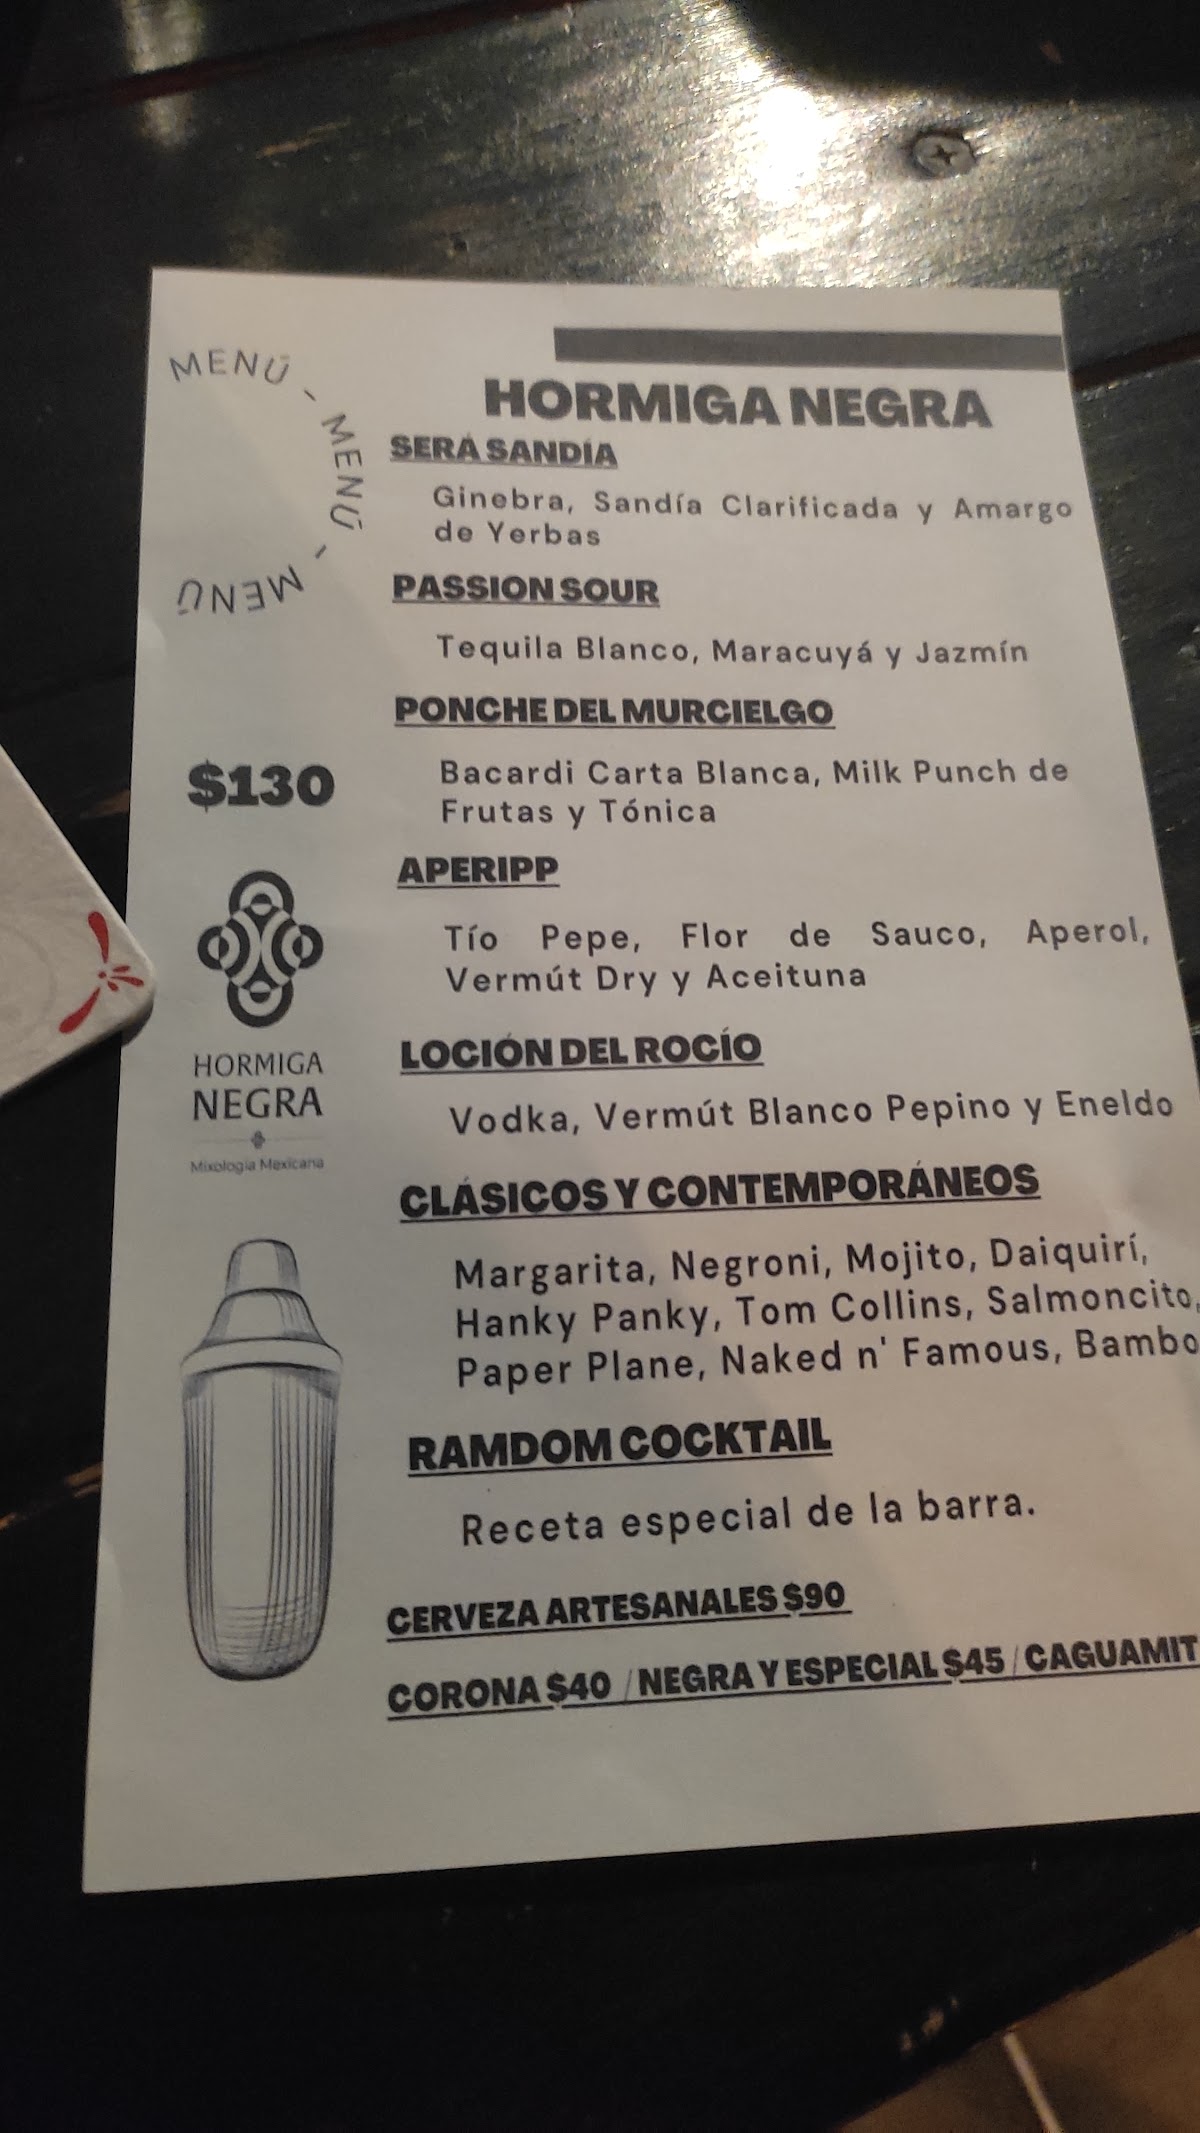 MENÚ - MENÚ - MENÚ
HORMIGA NEGRA
SERÁ SANDÍA
Ginebra, Sandía Clarificada y Amargo
de Yerbas
PASSION SOUR
Tequila Blanco, Maracuyá y Jazmín
PONCHE DEL MURCIELGO
Bacardi Carta Blanca, Milk Punch de
Frutas y Tónica
$130
APERIPP
Tío Pepe, Flor de Sauco, Aperol,
Vermút Dry y Aceituna
LOCIÓN DEL ROCÍO
Vodka, Vermút Blanco Pepino y Eneldo
HORMIGA
NEGRA
Mixología Mexicana
CLÁSICOS Y CONTEMPORÁNEOS
Margarita, Negroni, Mojito, Daiquirí,
Hanky Panky, Tom Collins, Salmoncito,
Paper Plane, Naked n' Famous, Bambo
RAMDOM COCKTAIL
Receta especial de la barra.
CERVEZA ARTESANALES $90
CORONA $40 / NEGRA Y ESPECIAL $45 / CAGUAMIT